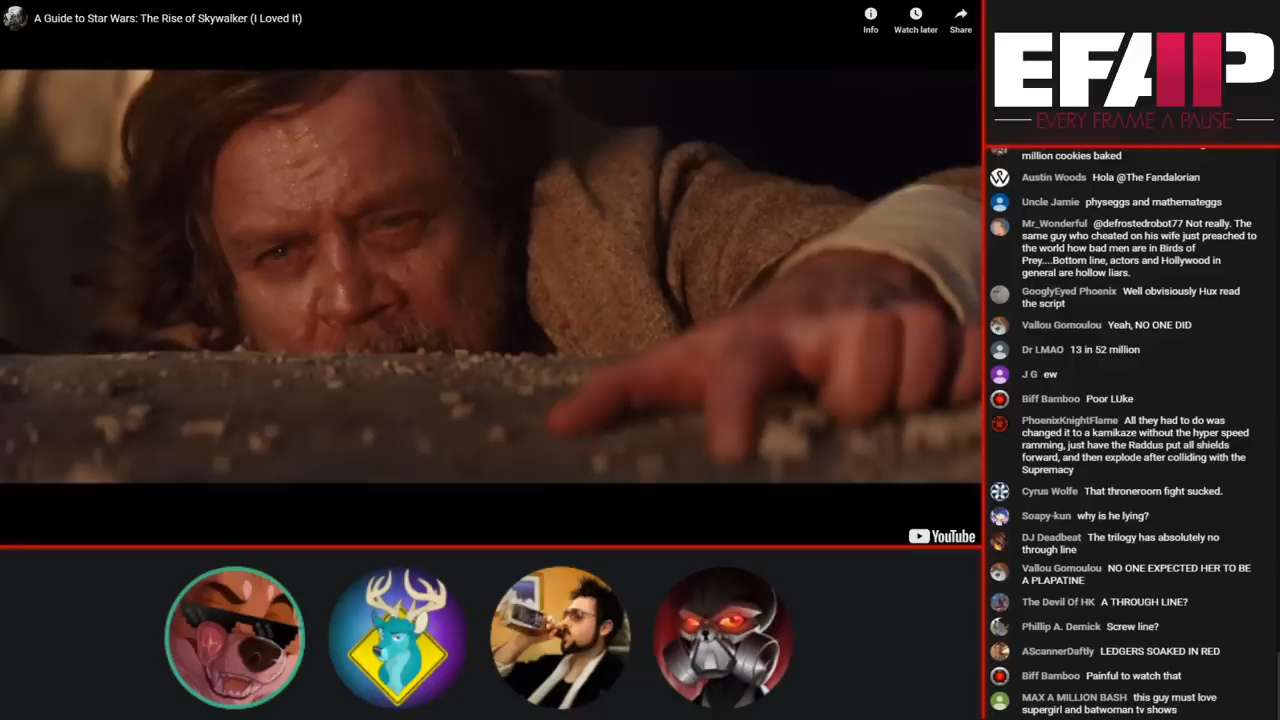 A Guide to Star Wars: The Rise of Skywalker (I Loved It)
Info
Watch later
Share
YouTube
EFAP
EVERY FRAME A PAUSE
million cookies baked
Austin Woods Hola @The Fandalorian
Uncle Jamie physeggs and mathemateggs
Mr_Wonderful @defrostedrobot77 Not really. The
same guy who cheated on his wife just preached to
the world how bad men are in Birds of
Prey....Bottom line, actors and Hollywood in
general are hollow liars.
GooglyEyed Phoenix Well obvisiously Hux read
the script
Vallou Gomoulou Yeah, NO ONE DID
Dr LMAO 13 in 52 million
J G ew
Biff Bamboo Poor LUke
PhoenixKnightFlame All they had to do was
changed it to a kamikaze without the hyper speed
ramming, just have the Raddus put all shields
forward, and then explode after colliding with the
Supremacy
Cyrus Wolfe That throneroom fight sucked.
Soapy-kun why is he lying?
DJ Deadbeat The trilogy has absolutely no
through line
Vallou Gomoulou NO ONE EXPECTED HER TO BE
A PLAPATINE
The Devil Of HK A THROUGH LINE?
Phillip A. Demick Screw line?
AScannerDaftly LEDGERS SOAKED IN RED
Biff Bamboo Painful to watch that
MAX A MILLION BASH this guy must love
supergirl and batwoman tv shows